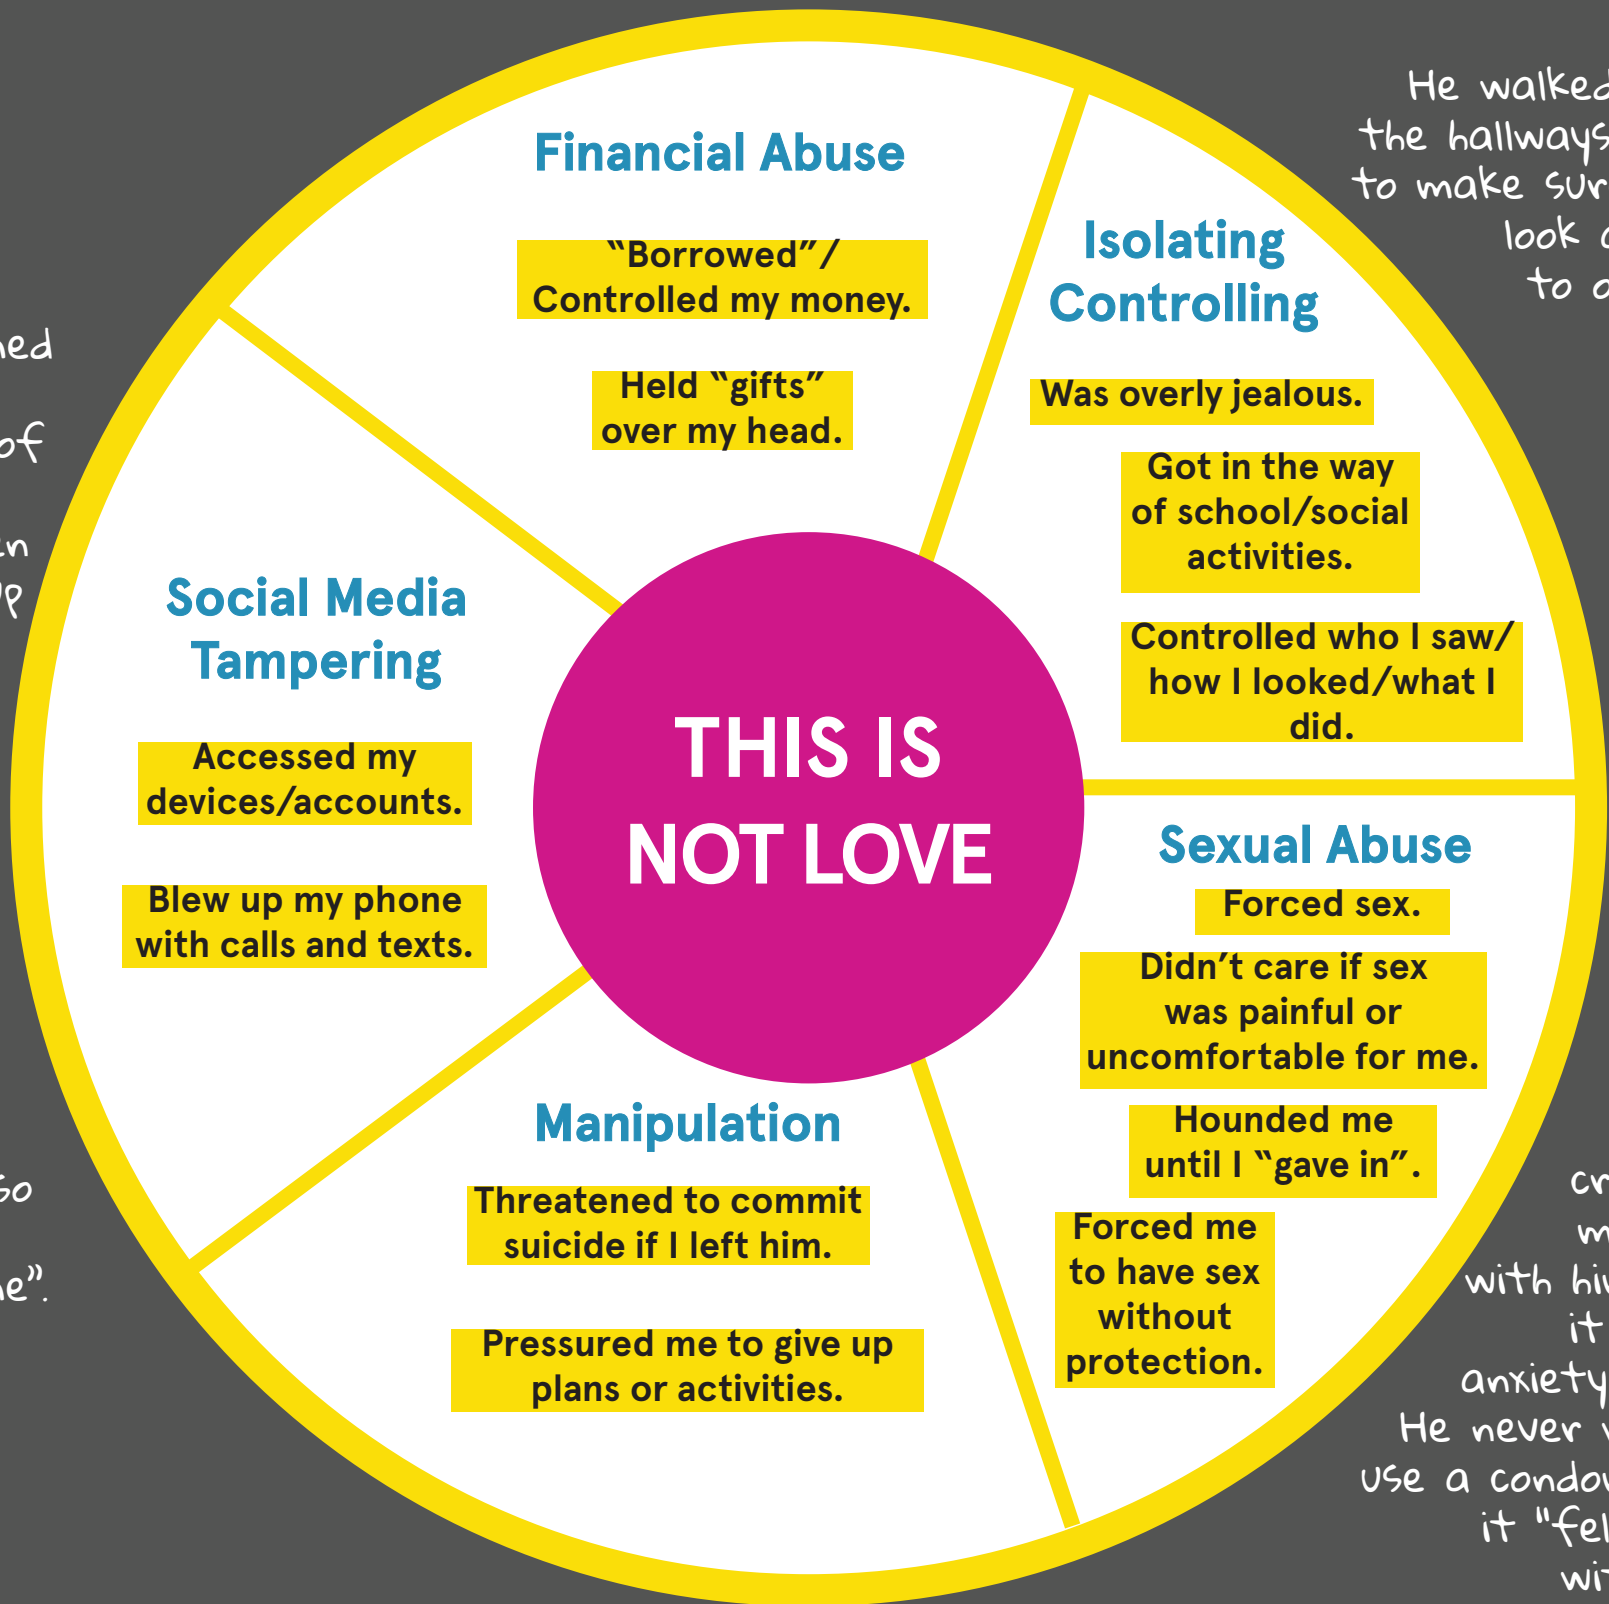 Financial Abuse
“Borrowed”/
Controlled my money.
Held “gifts”
over my head.
Isolating
Controlling
Was overly jealous.
Got in the way
of school/social
activities.
Controlled who I saw/
how I looked/what I
did.
Sexual Abuse
Forced sex.
Didn’t care if sex
was painful or
uncomfortable for me.
Hounded me
until I “gave in”.
Forced me
to have sex
without
protection.
Manipulation
Threatened to commit
suicide if I left him.
Pressured me to give up
plans or activities.
Social Media
Tampering
Accessed my
devices/accounts.
Blew up my phone
with calls and texts.
THIS IS
NOT LOVE
He walked
the hallways
to make
look
to
of
so
with
it
anxiety
He never
use a
it